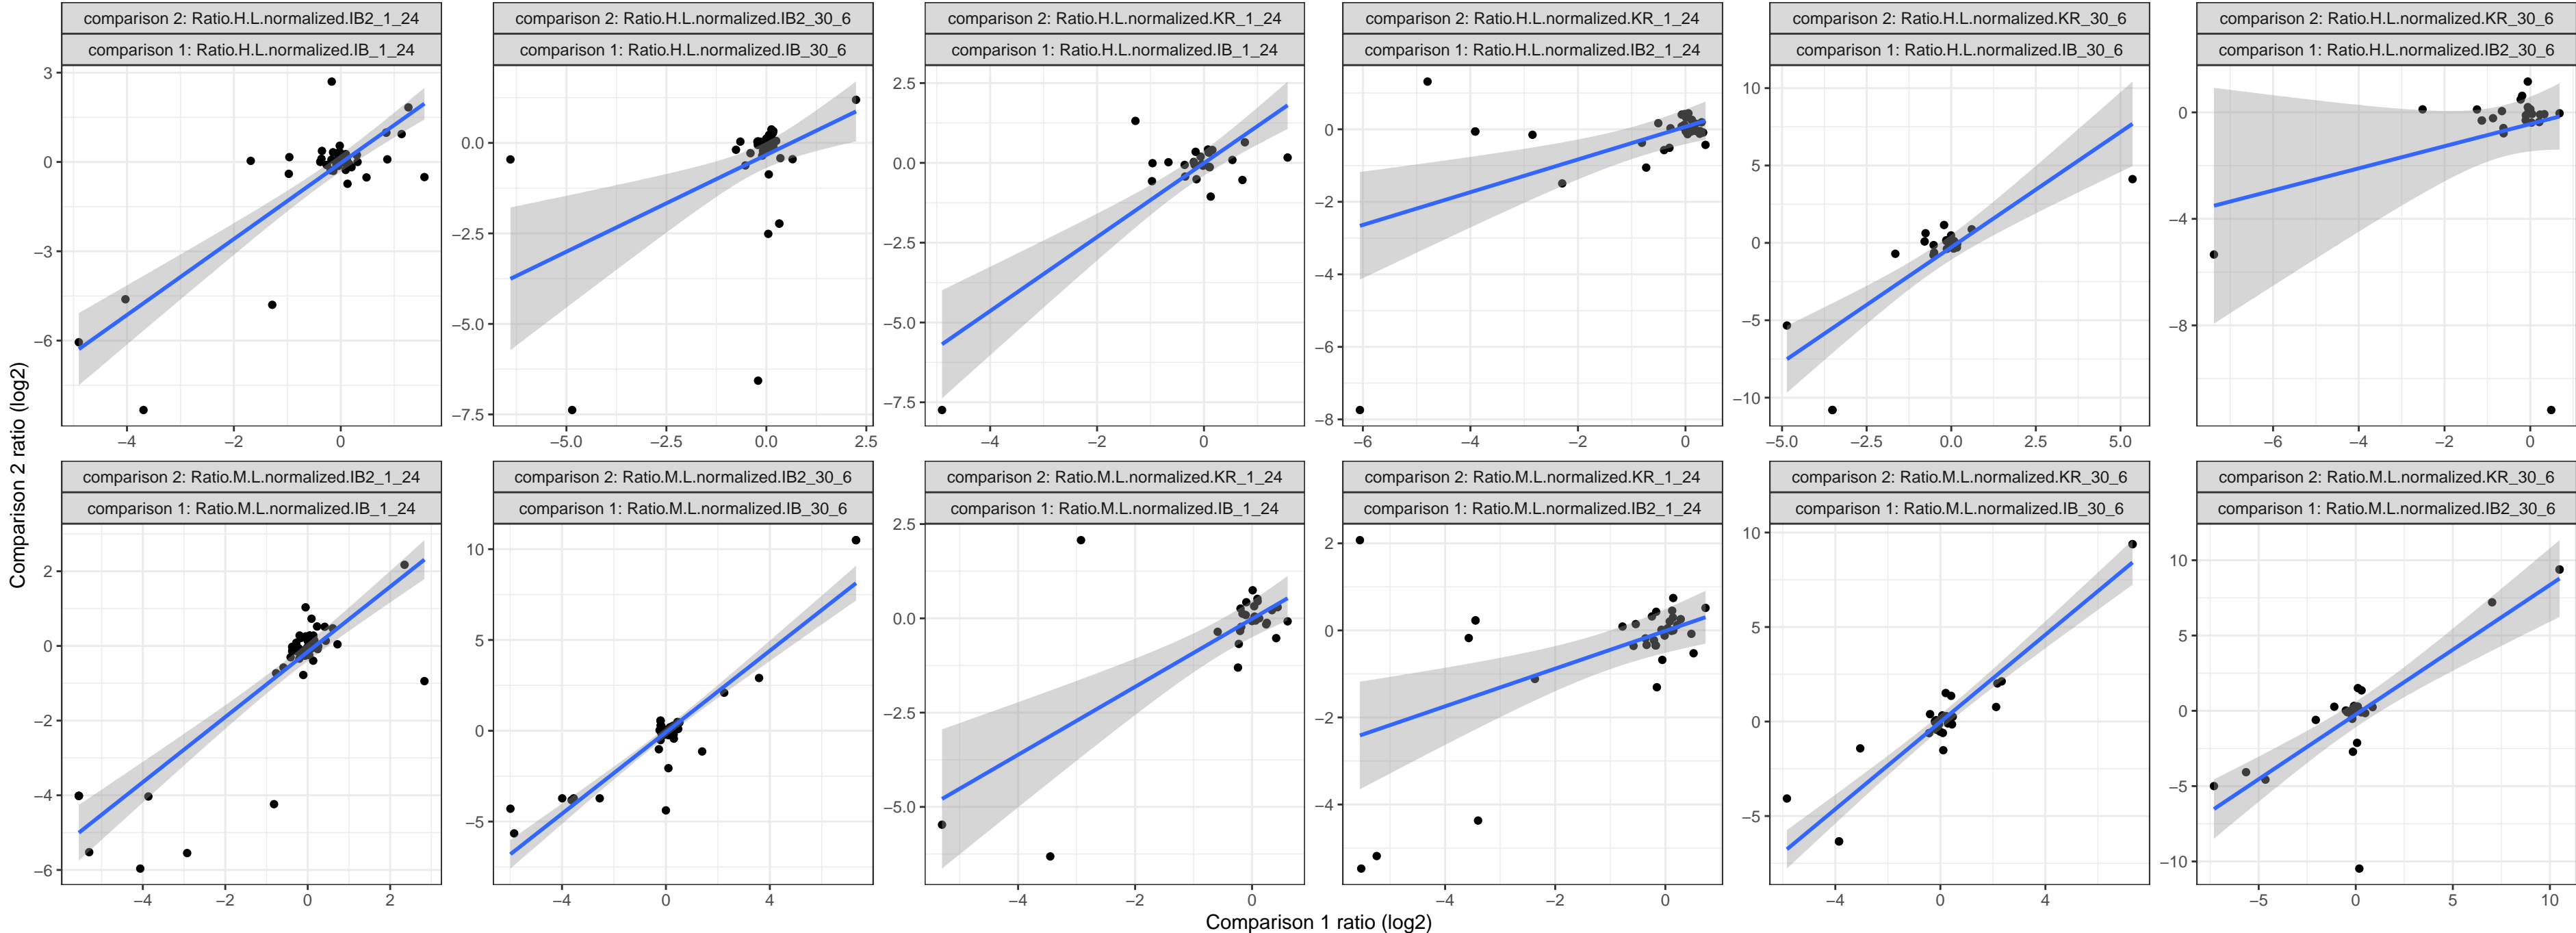 comparison 2: Ratio.H.L.normalized.IB2_1_24
comparison 1: Ratio.H.L.normalized.IB_1_24
comparison 2: Ratio.H.L.normalized.IB2_30_6
comparison 1: Ratio.H.L.normalized.IB_30_6
comparison 2: Ratio.H.L.normalized.KR_1_24
comparison 1: Ratio.H.L.normalized.IB_1_24
comparison 2: Ratio.H.L.normalized.KR_1_24
comparison 1: Ratio.H.L.normalized.IB2_1_24
comparison 2: Ratio.H.L.normalized.KR_30_6
comparison 1: Ratio.H.L.normalized.IB_30_6
comparison 2: Ratio.H.L.normalized.KR_30_6
comparison 1: Ratio.H.L.normalized.IB2_30_6
3
0
−3
−6
−4 −2 0
0.0
−2.5
−5.0
−7.5
−5.0 −2.5 0.0 2.5
2.5
0.0
−2.5
−5.0
−7.5
−4 −2 0
0
−2
−4
−6
−8
−6 −4 −2 0
10
5
0
−5
−10
−5.0 −2.5 0.0 2.5 5.0
0
−4
−8
−6 −4 −2 0
comparison 2: Ratio.M.L.normalized.IB2_1_24
comparison 1: Ratio.M.L.normalized.IB_1_24
comparison 2: Ratio.M.L.normalized.IB2_30_6
comparison 1: Ratio.M.L.normalized.IB_30_6
comparison 2: Ratio.M.L.normalized.KR_1_24
comparison 1: Ratio.M.L.normalized.IB_1_24
comparison 2: Ratio.M.L.normalized.KR_1_24
comparison 1: Ratio.M.L.normalized.IB2_1_24
comparison 2: Ratio.M.L.normalized.KR_30_6
comparison 1: Ratio.M.L.normalized.IB_30_6
comparison 2: Ratio.M.L.normalized.KR_30_6
comparison 1: Ratio.M.L.normalized.IB2_30_6
2
0
−2
−4
−6
−4 −2 0 2
10
5
0
−5
−4 0 4
2.5
0.0
−2.5
−5.0
−4 −2 0
2
0
−2
−4
−4 −2 0
10
5
0
−5
−4 0 4
10
5
0
−5
−10
−5 0 5 10
Comparison 2 ratio (log2)
Comparison 1 ratio (log2)